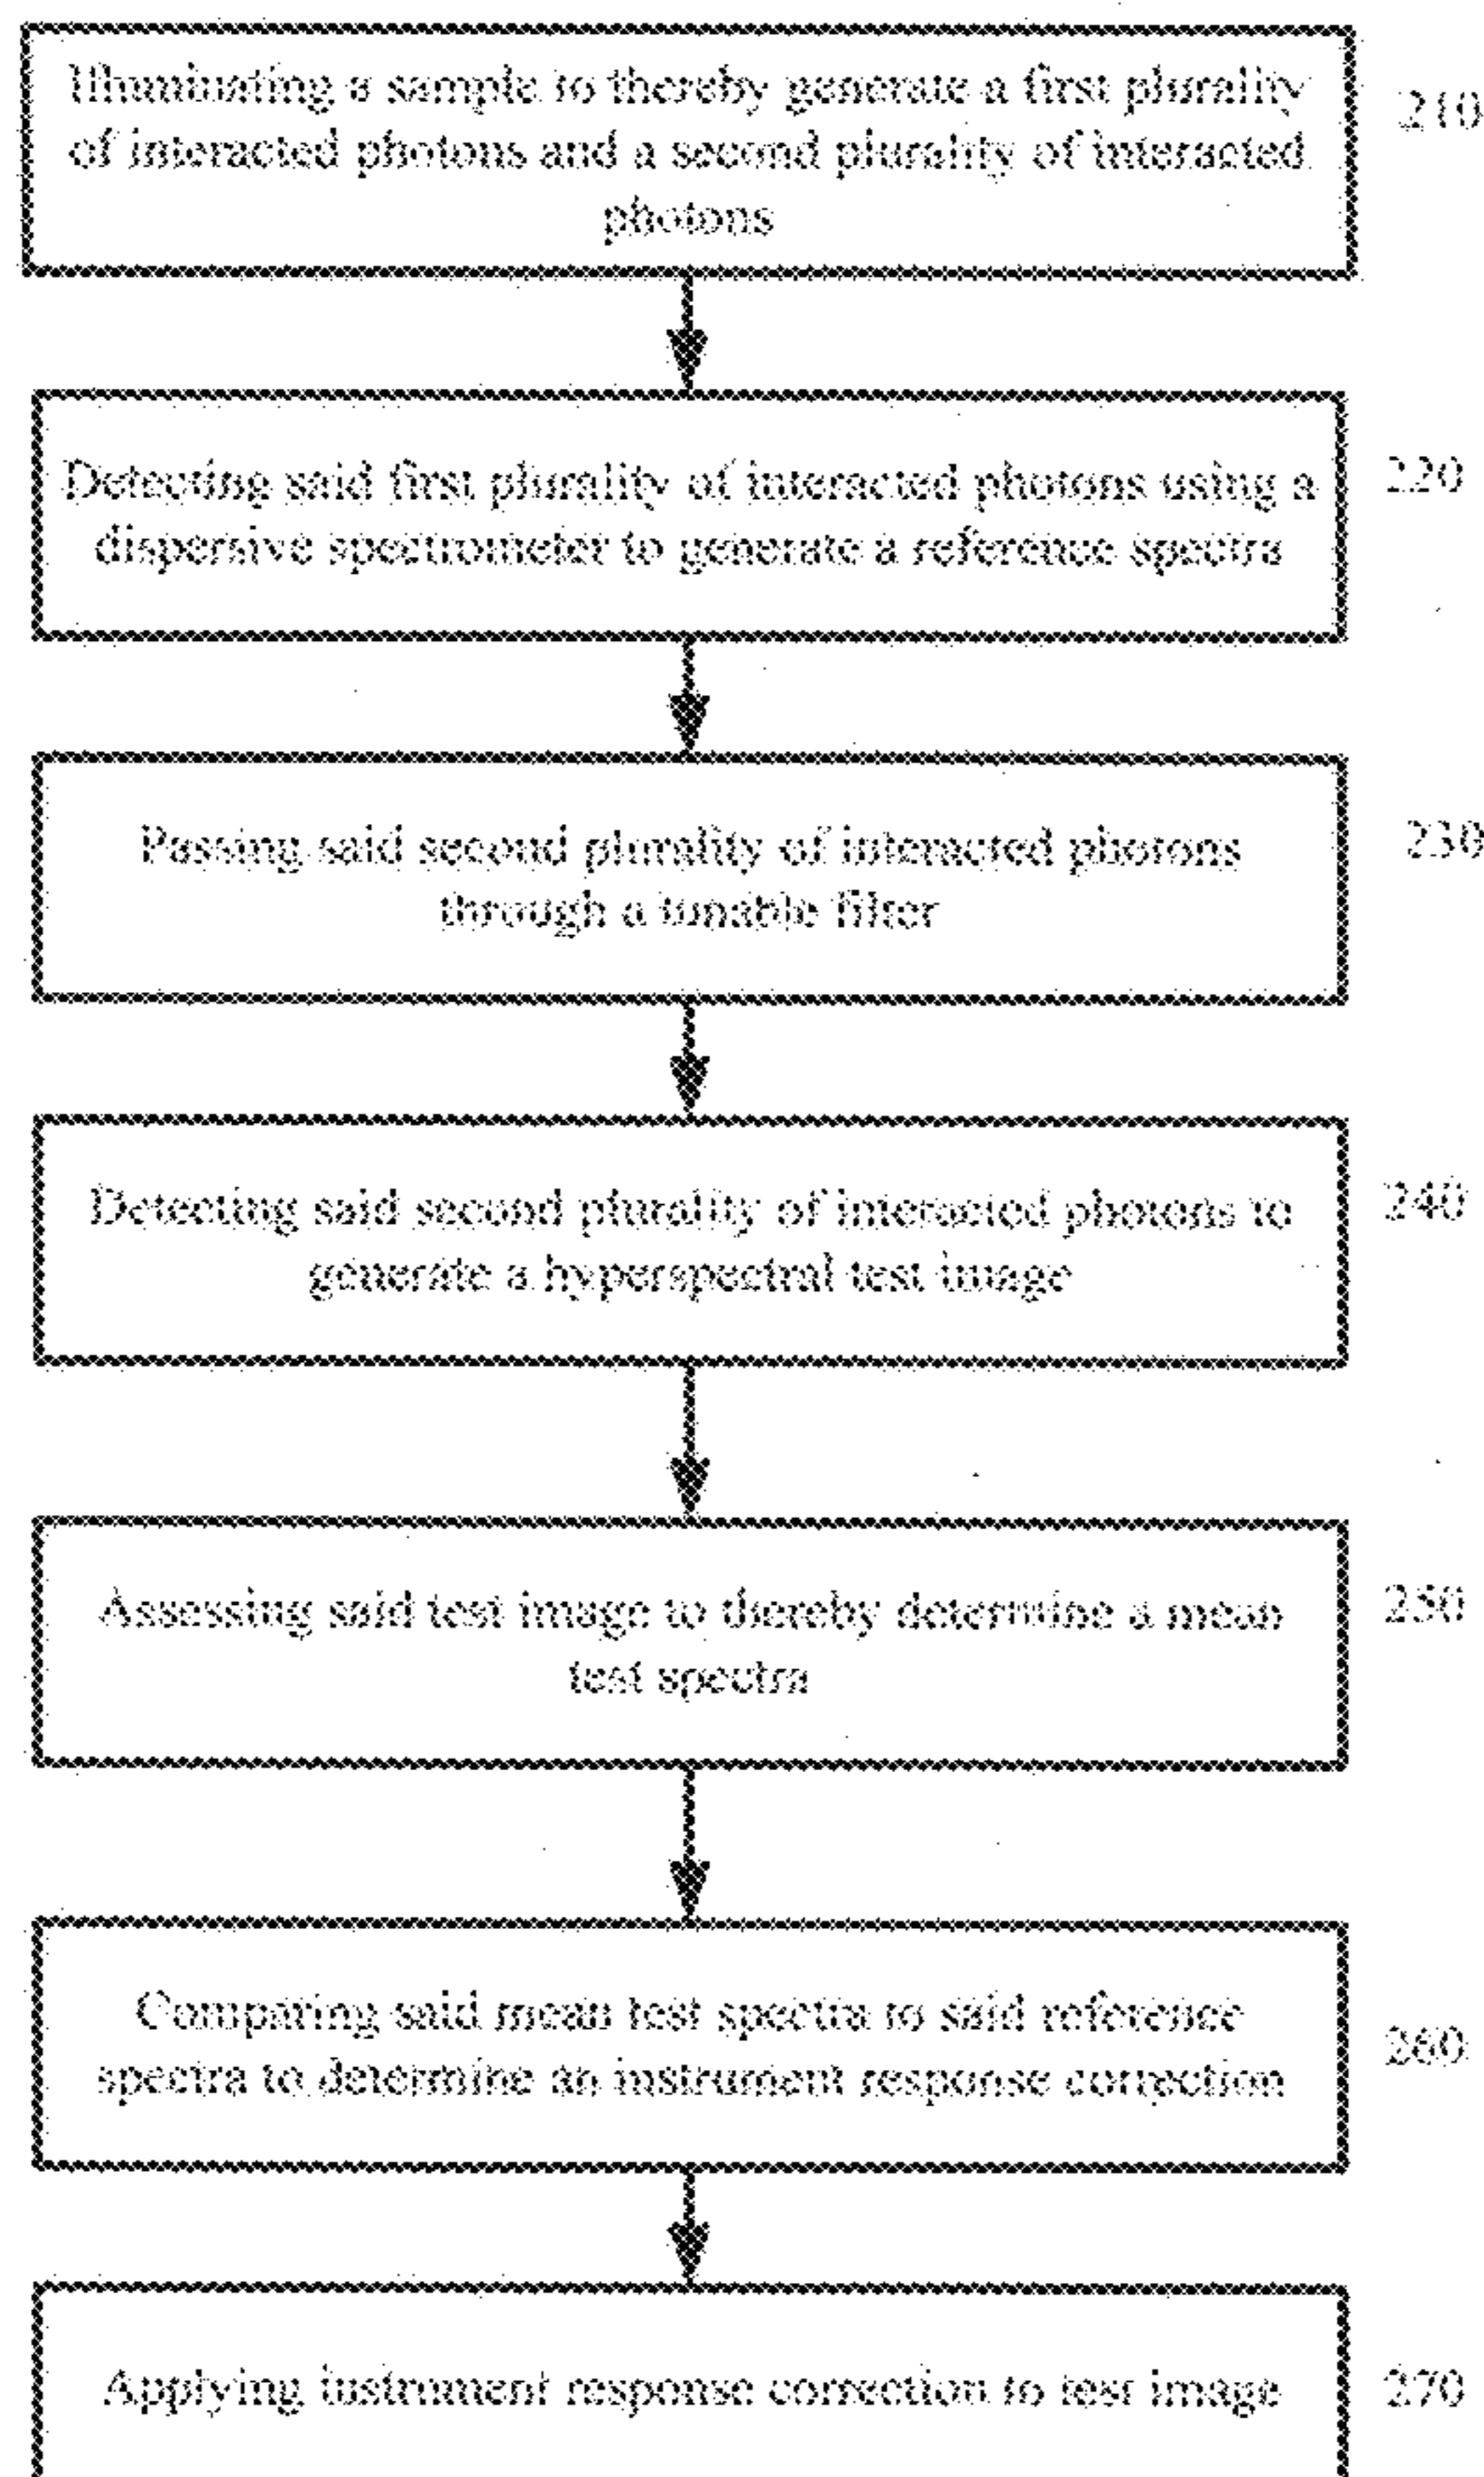 Illuminating a sample to thereby generate a first plurality
of interacted photons and a second plurality of interacted
photons
210
Detecting said first plurality of interacted photons using a
dispersive spectrometer to generate a reference spectra
220
Passing said second plurality of interacted photons
through a tunable filter
230
Detecting said second plurality of interacted photons to
generate a hyperspectral test image
240
Assessing said test image to thereby determine a mean
test spectra
250
Comparing said mean test spectra to said reference
spectra to determine an instrument response correction
260
Applying instrument response correction to test image
270